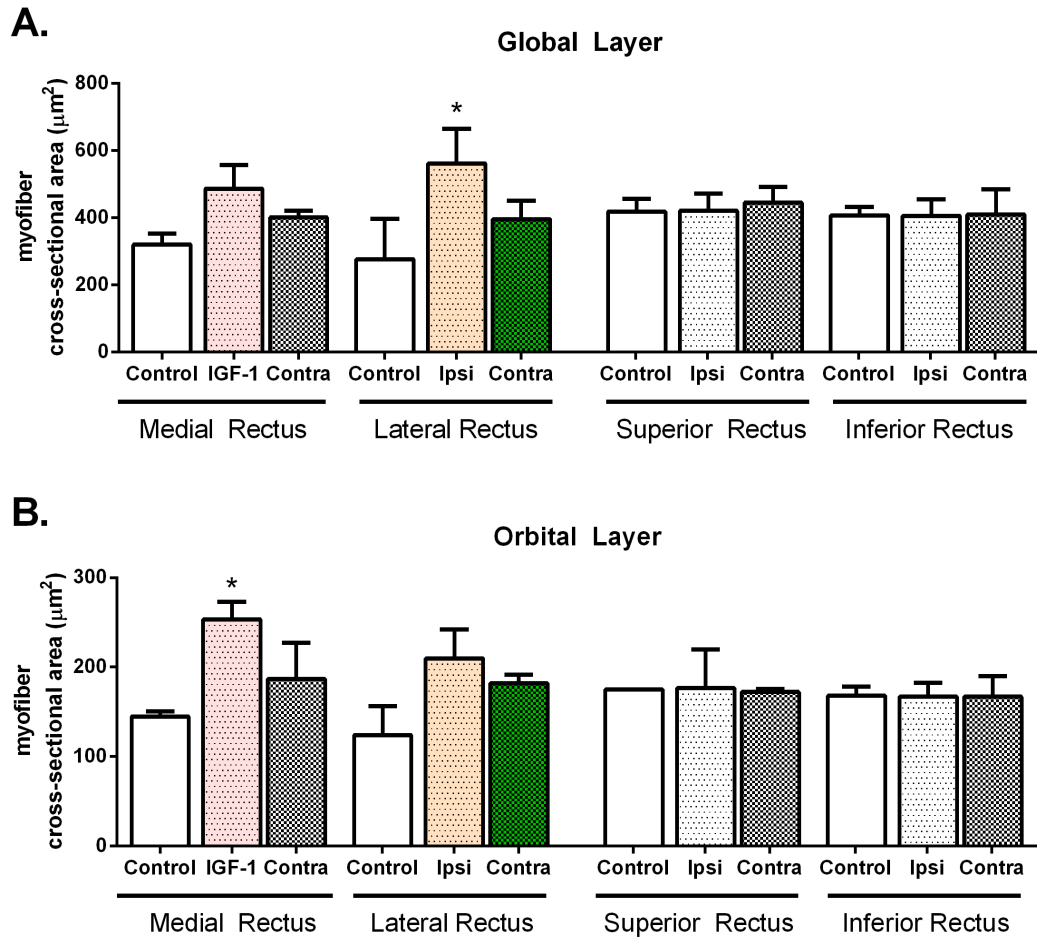 A.
Global Layer
myofiber
cross-sectional area (μm²)
800
600
400
200
0
*
Control IGF-1 Contra Control Ipsi Contra Control Ipsi Contra Control Ipsi Contra
Medial Rectus Lateral Rectus Superior Rectus Inferior Rectus
B.
Orbital Layer
myofiber
cross-sectional area (μm²)
300
200
100
0
*
Control IGF-1 Contra Control Ipsi Contra Control Ipsi Contra Control Ipsi Contra
Medial Rectus Lateral Rectus Superior Rectus Inferior Rectus